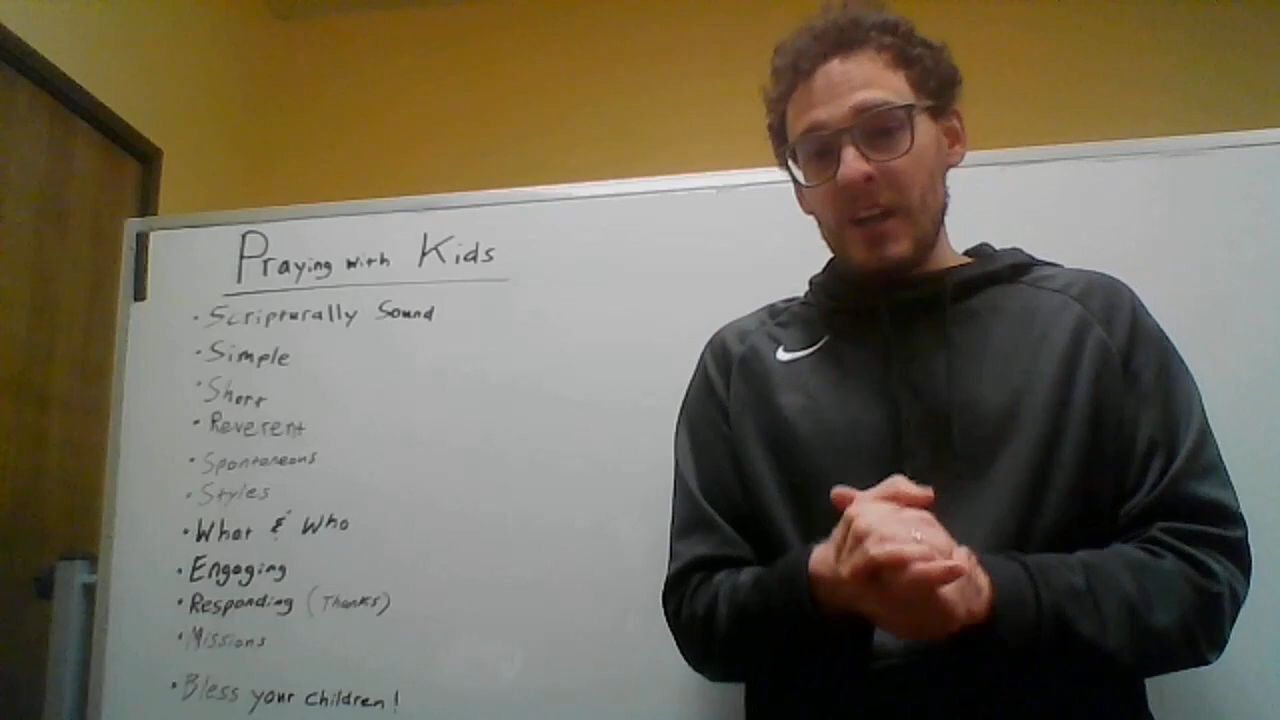 Praying with Kids
• Scripturally Sound
• Simple
• Short
• Reverent
• Spontaneous
• Styles
• What & Who
• Engaging
• Responding (Thanks)
• Missions
• Bless your children!